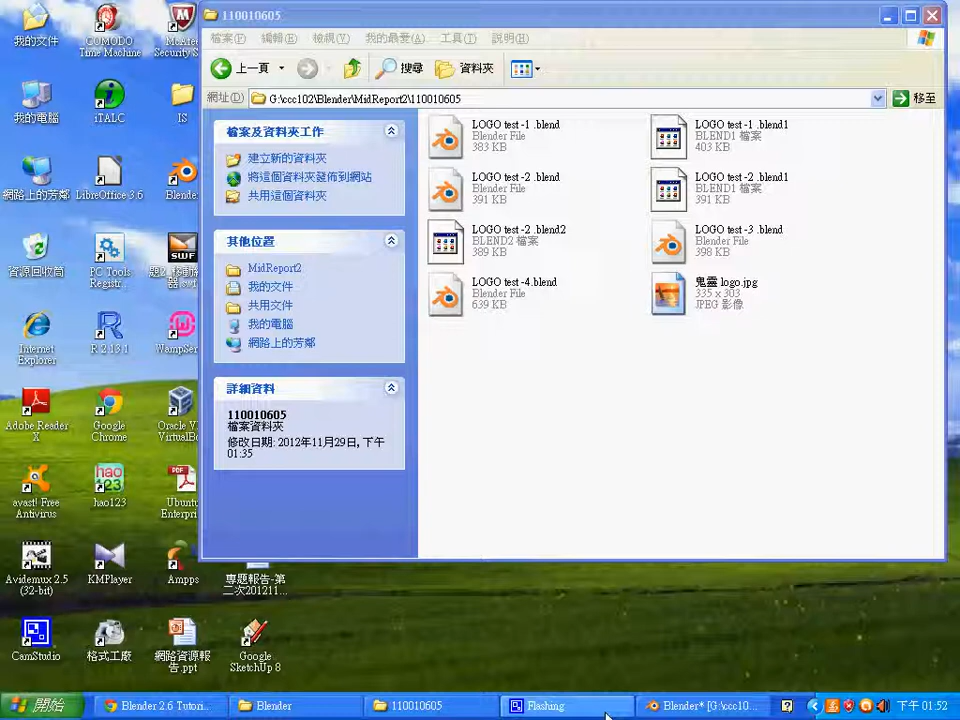 110010605
檔案(F) 編輯(E) 檢視(V) 我的最愛(A) 工具(T) 說明(H)
上一頁 搜尋 資料夾
網址(D) G:\ccc102\Blender\MidReport2\110010605 移至
檔案及資料夾工作
建立新的資料夾
將這個資料夾發佈到網站
共用這個資料夾
其他位置
MidReport2
我的文件
共用文件
我的電腦
網路上的芳鄰
詳細資料
110010605
檔案資料夾
修改日期: 2012年11月29日, 下午
01:35
LOGO test -1 .blend
Blender File
383 KB
LOGO test -1 .blend1
BLEND1 檔案
403 KB
LOGO test -2 .blend
Blender File
391 KB
LOGO test -2 .blend1
BLEND1 檔案
391 KB
LOGO test -2 .blend2
BLEND2 檔案
389 KB
LOGO test -3 .blend
Blender File
398 KB
LOGO test -4.blend
Blender File
639 KB
鬼靈 logo.jpg
335 x 303
JPEG 影像
我的文件
COMODO
Time Machine
McAfee
Security S
我的電腦
iTALC
IS
網路上的芳鄰
LibreOffice 3.6
Blende
資源回收筒
PC Tools
Registr...
SWF
Internet
Explorer
R 2.13.1
WampSer
Adobe Reader
X
Google
Chrome
Oracle V
VirtualBo
avast! Free
Antivirus
hao
123
hao123
PDF
Ubuntu
Enterpri
Avidemux 2.5
(32-bit)
KMPlayer
Ampps
專題報告-第
二次201211...
CamStudio
格式工廠
網路資源報
告.ppt
Google
SketchUp 8
開始
Blender 2.6 Tutori...
Blender
110010605
Flashing
Blender* [G:\ccc10...
下午 01:52